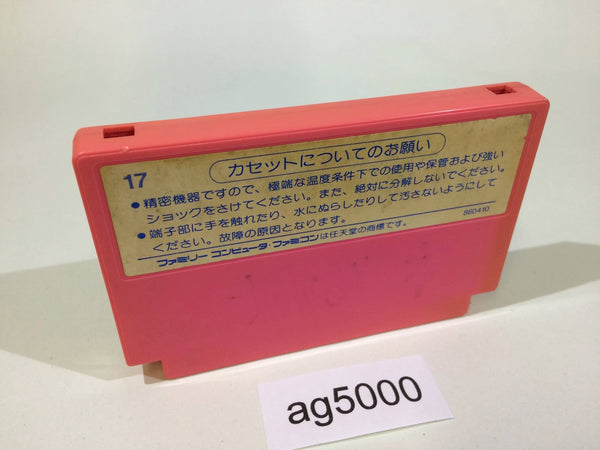 カセットについてのお願い
17
●精密機器ですので、極端な温度条件下での使用や保管および強い
ショックをさけてください。また、絶対に分解しないでください。
●端子部に手を触れたり、水にぬらしたりして汚さないようにして
ください。故障の原因となります。
860410
ファミリー コンピュータ・ファミコンは任天堂の商標です。
ag5000